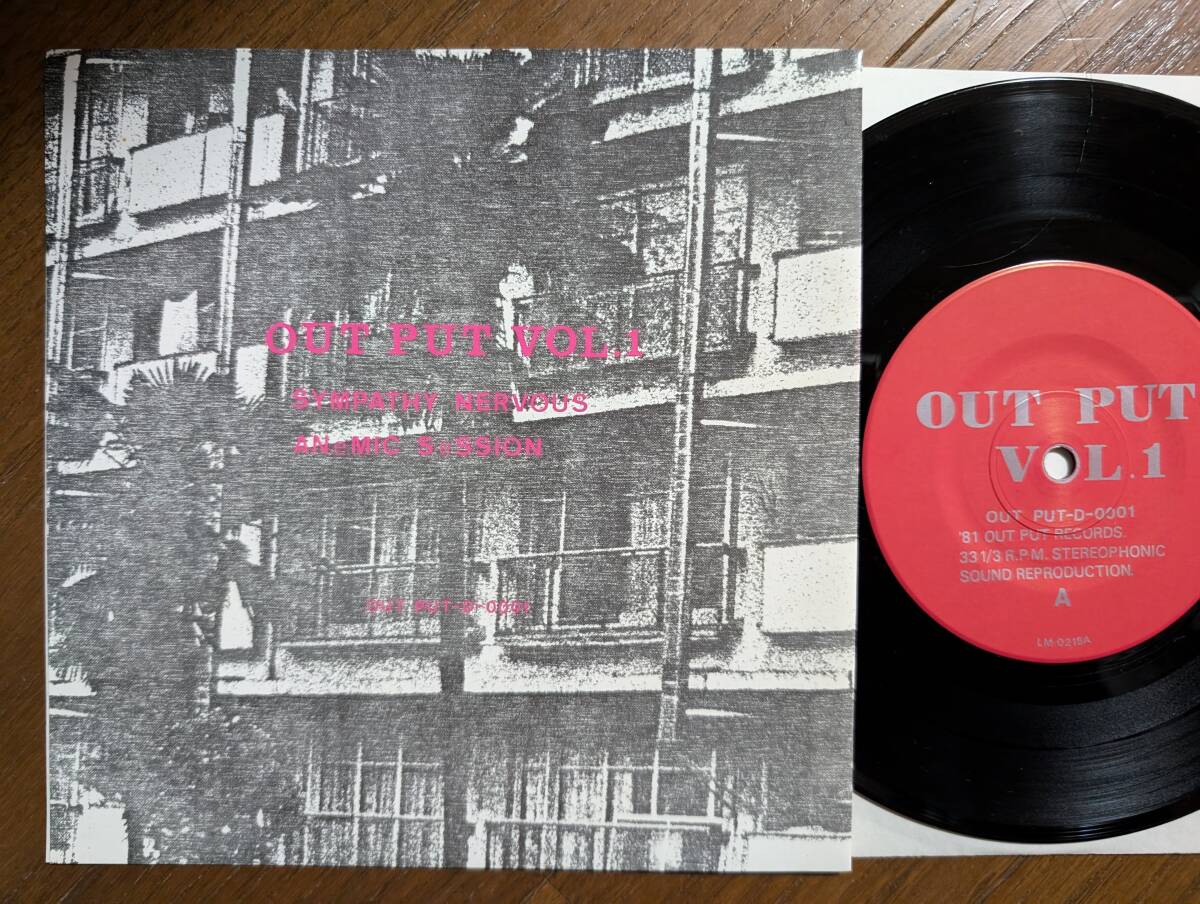 OUT PUT VOL.1
SYMPATHY NERVOUS
ANeMIC SeSSION
OUT PUT-D-0001
OUT PUT
VOL.1
OUT PUT-D-0001
'81 OUT PUT RECORDS.
33 1/3 R.P.M. STEREOPHONIC
SOUND REPRODUCTION.
A
LM-0215A